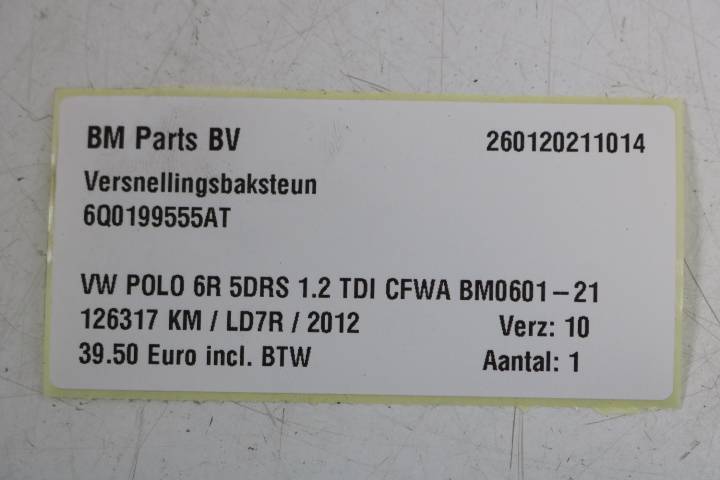 BM Parts BV 260120211014
Versnellingsbaksteun
6Q0199555AT
VW POLO 6R 5DRS 1.2 TDI CFWA BM0601-21
126317 KM / LD7R / 2012 Verz: 10
39.50 Euro incl. BTW Aantal: 1